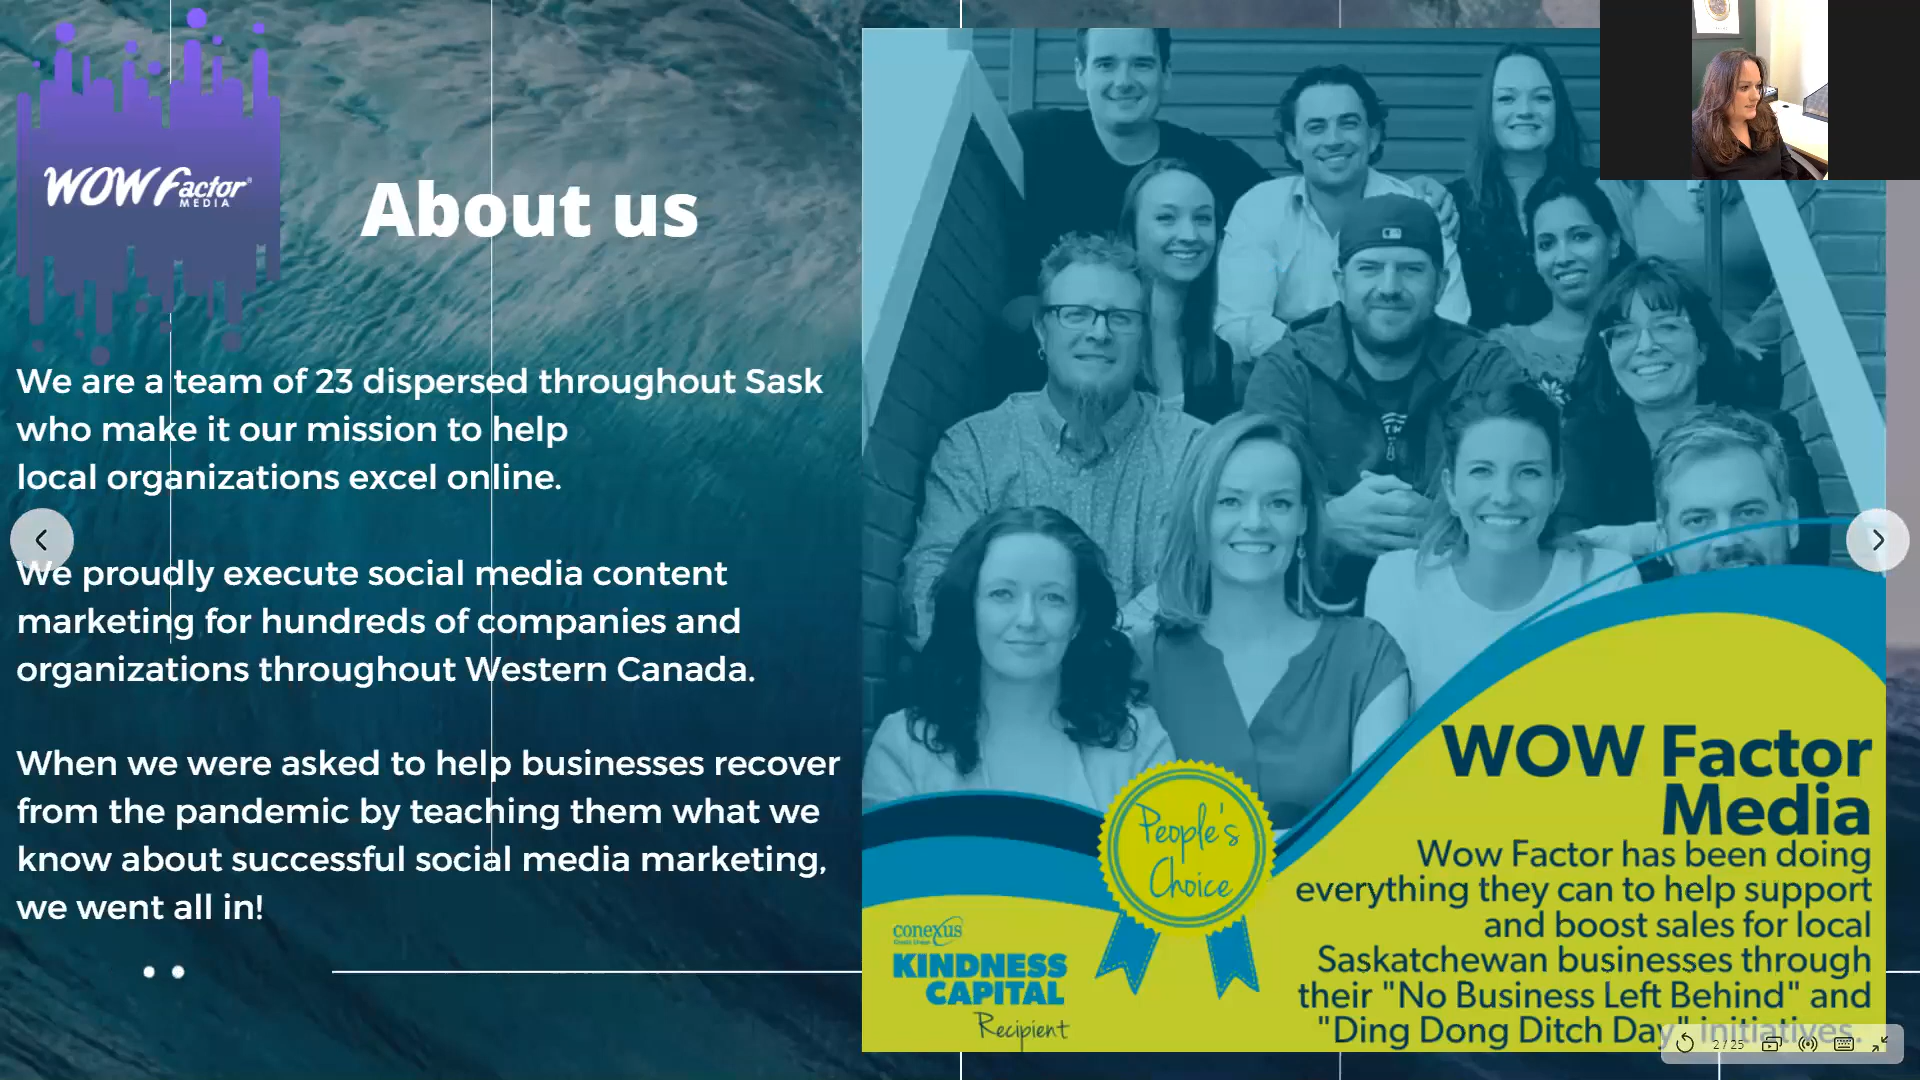 WOW Factor
MEDIA
About us
We are a team of 23 dispersed throughout Sask
who make it our mission to help
local organizations excel online.
We proudly execute social media content
marketing for hundreds of companies and
organizations throughout Western Canada.
When we were asked to help businesses recover
from the pandemic by teaching them what we
know about successful social media marketing,
we went all in!
People's
Choice
conexus
Credit Union
KINDNESS
CAPITAL
Recipient
WOW Factor
Media
Wow Factor has been doing
everything they can to help support
and boost sales for local
Saskatchewan businesses through
their "No Business Left Behind" and
"Ding Dong Ditch Day" initiatives.
2 / 25